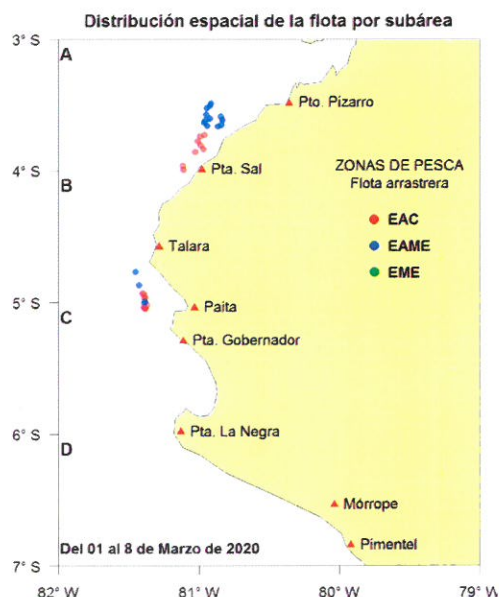 Distribución espacial de la flota por subárea
3° S
A
Pto. Pizarro
ZONAS DE PESCA
Flota arrastrera
4° S
Pta. Sal
B
EAC
Talara
EAME
EME
5° S
C
Paita
Pta. Gobernador
6° S
Pta. La Negra
D
Mórrope
Pimentel
Del 01 al 8 de Marzo de 2020
7° S
82° W
81° W
80° W
79° W